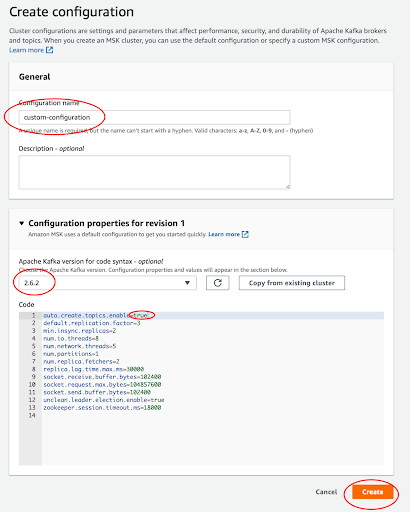 Create configuration
Cluster configurations are settings and parameters that affect performance, security, and durability of Apache Kafka brokers
and topics. When you create an MSK cluster, you can use the default configuration or specify a custom MSK configuration.
Learn more
General
Configuration name
custom-configuration
A unique name is required, but the name can't start with a hyphen. Valid characters: a-z, A-Z, 0-9, and - (hyphen)
Description - optional
Configuration properties for revision 1
Amazon MSK uses a default configuration to get you started quickly. Learn more
Apache Kafka version for code syntax - optional
Choose the Apache Kafka version. Configuration properties and values will appear in the section below.
2.6.2
Copy from existing cluster
Code
1 auto.create.topics.enable=true
2 default.replication.factor=3
3 min.insync.replicas=2
4 num.io.threads=8
5 num.network.threads=5
6 num.partitions=1
7 num.replica.fetchers=2
8 replica.lag.time.max.ms=30000
9 socket.receive.buffer.bytes=102400
10 socket.request.max.bytes=104857600
11 socket.send.buffer.bytes=102400
12 unclean.leader.election.enable=true
13 zookeeper.session.timeout.ms=18000
14
Cancel
Create